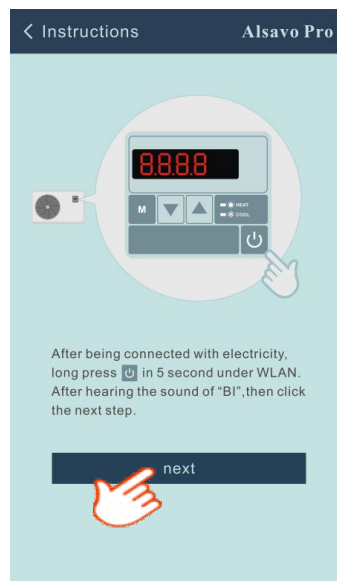 Instructions Alsavo Pro
8.8.8.8
M HEAT
COOL
After being connected with electricity,
long press in 5 second under WLAN.
After hearing the sound of “BI”,then click
the next step.
next